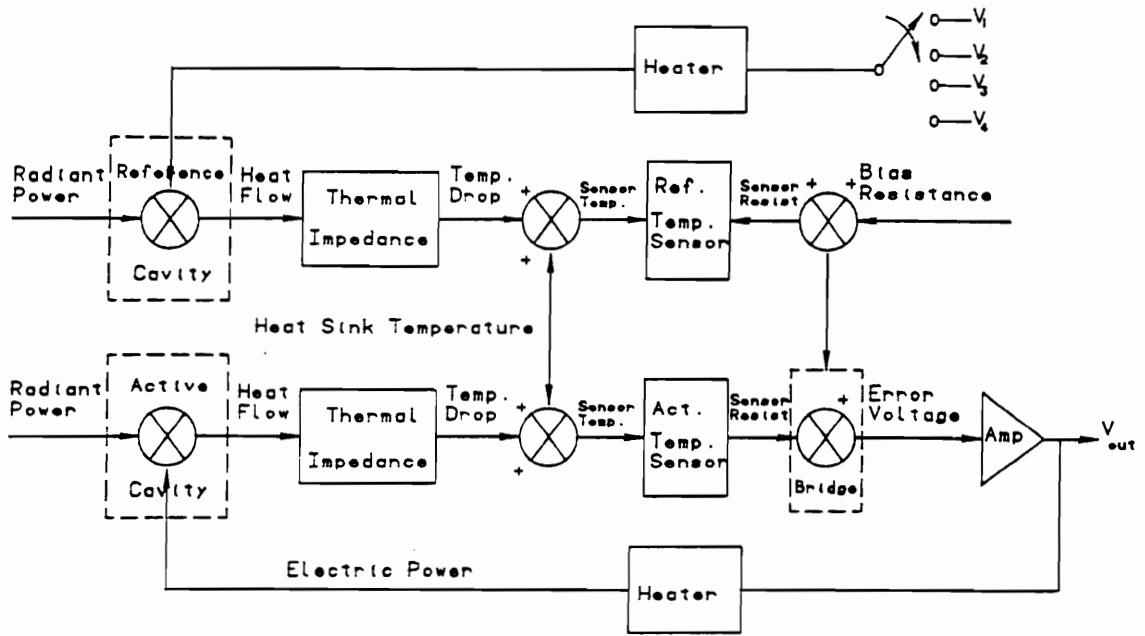 Heater
V1
V2
V3
V4
Radiant
Power
Reference
Cavity
Heat
Flow
Thermal
Impedance
Temp.
Drop
+
+
Sensor
Temp.
Ref.
Temp.
Sensor
Sensor
Resist
+
+
Bias
Resistance
Heat Sink Temperature
Radiant
Power
Active
Cavity
Heat
Flow
Thermal
Impedance
Temp.
Drop
+
+
Sensor
Temp.
Act.
Temp.
Sensor
Sensor
Resist
+
Bridge
Error
Voltage
Amp
V out
Electric Power
Heater